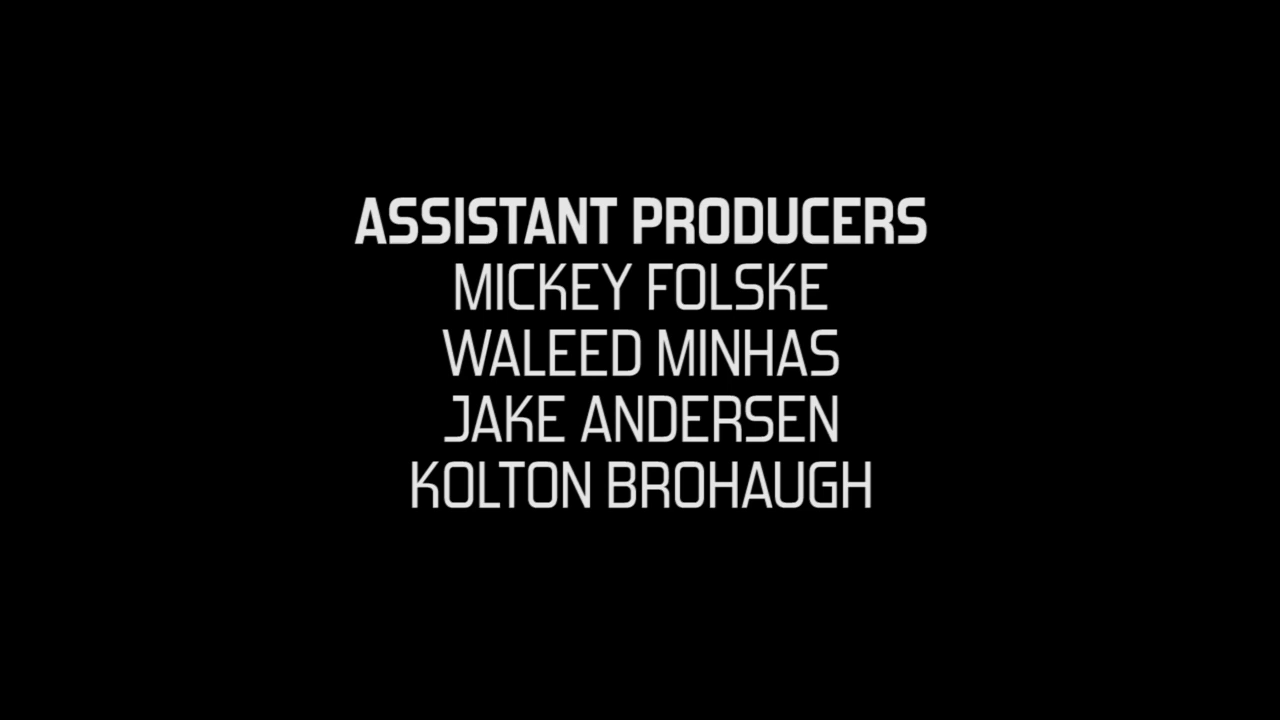 ASSISTANT PRODUCERS
MICKEY FOLSKE
WALEED MINHAS
JAKE ANDERSEN
KOLTON BROHAUGH